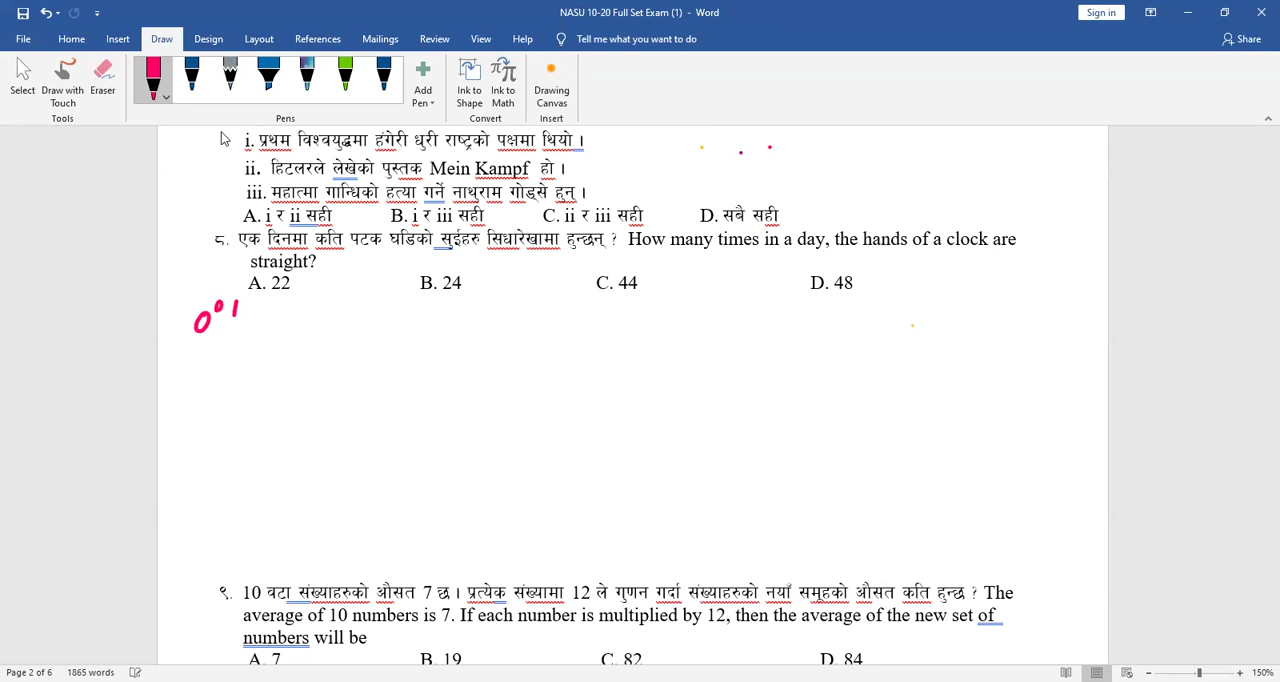 NASU 10-20 Full Set Exam (1) - Word
Sign in
File Home Insert Draw Design Layout References Mailings Review View Help Tell me what you want to do Share
Select Draw with Touch Eraser Add Pen Ink to Shape Ink to Math Drawing Canvas
Tools Pens Convert Insert
i. प्रथम विश्वयुद्धमा हंगेरी धुरी राष्ट्रको पक्षमा थियो ।
ii. हिटलरले लेखेको पुस्तक Mein Kampf हो ।
iii. महात्मा गान्धिको हत्या गर्ने नाथुराम गोड्से हुन् ।
A. i र ii सही B. i र iii सही C. ii र iii सही D. सबै सही
८. एक दिनमा कति पटक घडिको सुईहरु सिधारेखामा हुन्छन् ? How many times in a day, the hands of a clock are
straight?
A. 22 B. 24 C. 44 D. 48
0° 1
९. 10 वटा संख्याहरुको औसत 7 छ । प्रत्येक संख्यामा 12 ले गुणन गर्दा संख्याहरुको नयाँ समूहको औसत कति हुन्छ ? The
average of 10 numbers is 7. If each number is multiplied by 12, then the average of the new set of
numbers will be
A. 7 B. 19 C. 82 D. 84
Page 2 of 6 1865 words 150%